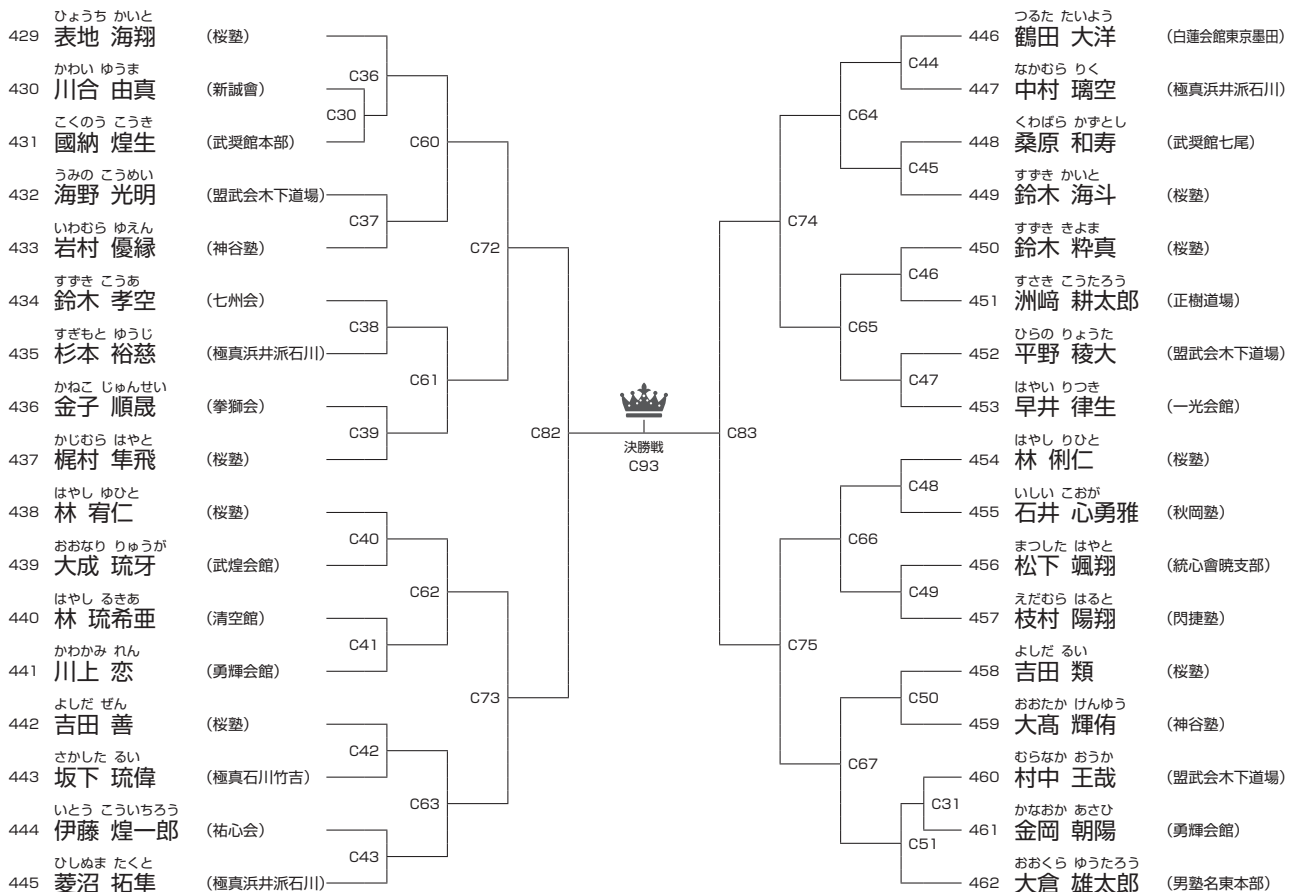 ひょうち かいと
429 表地 海翔 （桜塾）
かわい ゆうま
430 川合 由真 （新誠會）
こくのう こうき
431 國納 煌生 （武奨館本部）
うみの こうめい
432 海野 光明 （盟武会木下道場）
いわむら ゆえん
433 岩村 優縁 （神谷塾）
すずき こうあ
434 鈴木 孝空 （七州会）
すぎもと ゆうじ
435 杉本 裕慈 （極真浜井派石川）
かねこ じゅんせい
436 金子 順晟 （拳獅会）
かじむら はやと
437 梶村 隼飛 （桜塾）
はやし ゆひと
438 林 宥仁 （桜塾）
おおなり りゅうが
439 大成 琉牙 （武煌会館）
はやし るきあ
440 林 琉希亜 （清空館）
かわかみ れん
441 川上 恋 （勇輝会館）
よしだ ぜん
442 吉田 善 （桜塾）
さかした るい
443 坂下 琉偉 （極真石川竹吉）
いとう こういちろう
444 伊藤 煌一郎 （祐心会）
ひしぬま たくと
445 菱沼 拓隼 （極真浜井派石川）
C36
C30
C60
C37
C72
C38
C61
C39
C82
C40
C62
C41
C73
C42
C63
C43
決勝戦
C93
C44
C64
C45
C74
C46
C65
C47
C83
C48
C66
C49
C75
C50
C67
C31
C51
つるた たいよう
446 鶴田 大洋 （白蓮会館東京墨田）
なかむら りく
447 中村 璃空 （極真浜井派石川）
くわばら かずとし
448 桑原 和寿 （武奨館七尾）
すずき かいと
449 鈴木 海斗 （桜塾）
すずき きよま
450 鈴木 粋真 （桜塾）
すさき こうたろう
451 洲﨑 耕太郎 （正樹道場）
ひらの りょうた
452 平野 稜大 （盟武会木下道場）
はやい りつき
453 早井 律生 （一光会館）
はやし りひと
454 林 俐仁 （桜塾）
いしい こおが
455 石井 心勇雅 （秋岡塾）
まつした はやと
456 松下 颯翔 （統心會暁支部）
えだむら はると
457 枝村 陽翔 （閃捷塾）
よしだ るい
458 吉田 類 （桜塾）
おおたか けんゆう
459 大髙 輝侑 （神谷塾）
むらなか おうか
460 村中 王哉 （盟武会木下道場）
かなおか あさひ
461 金岡 朝陽 （勇輝会館）
おおくら ゆうたろう
462 大倉 雄太郎 （男塾名東本部）